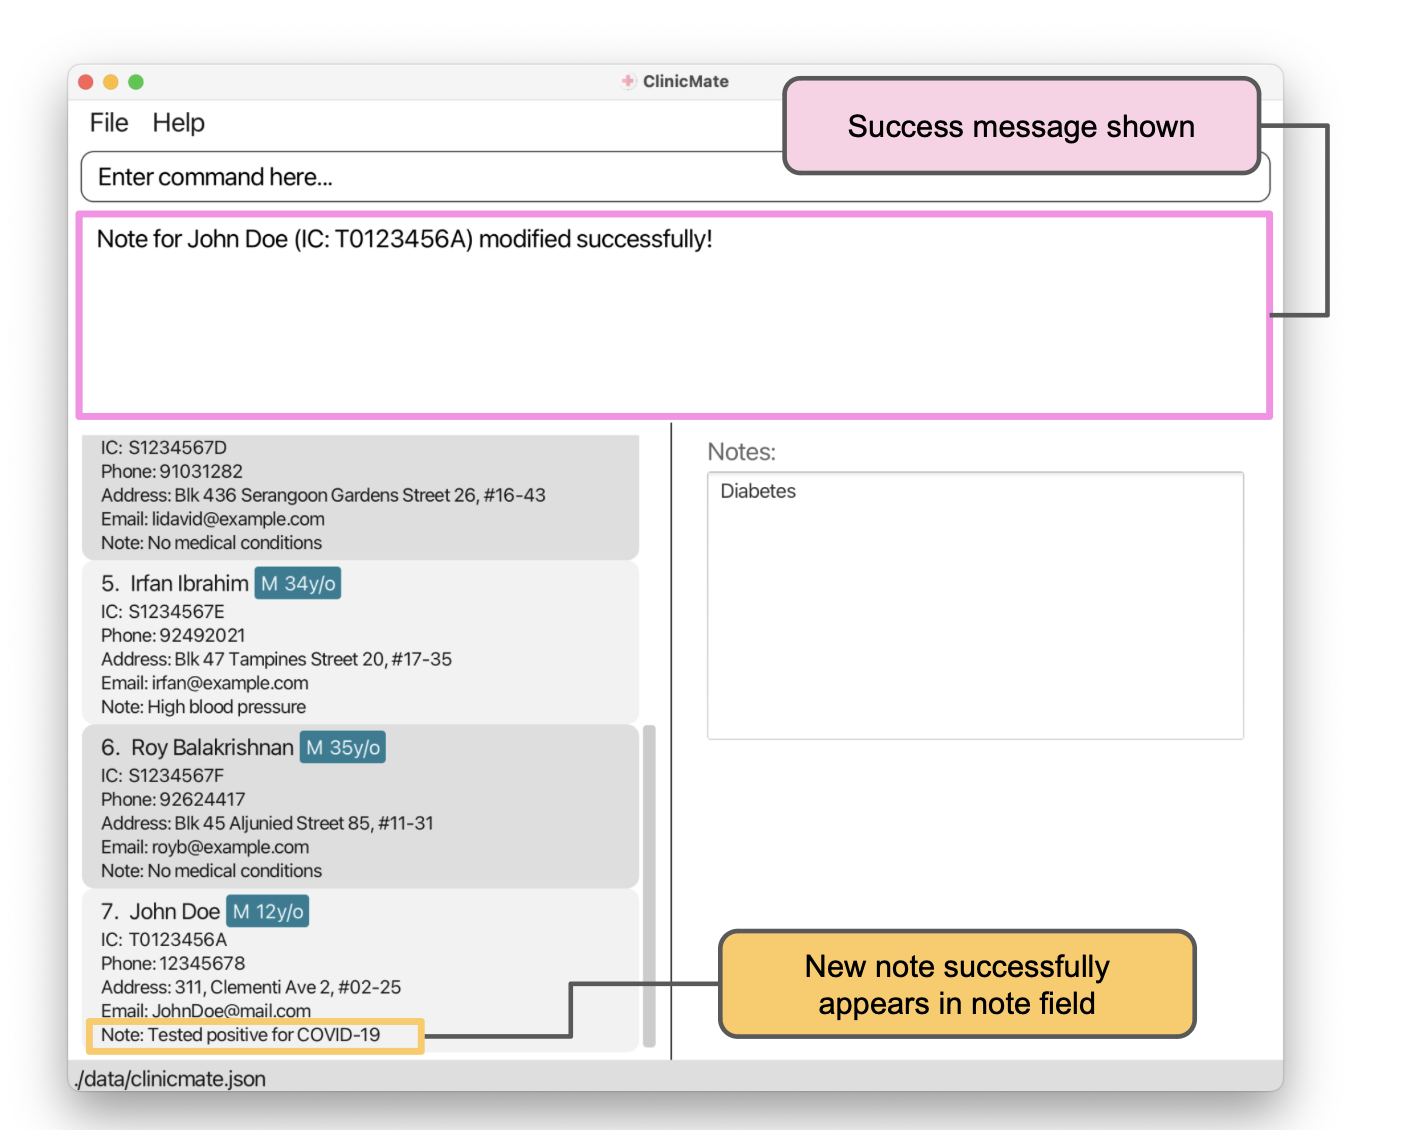 ClinicMate
File Help
Success message shown
Enter command here...
Note for John Doe (IC: T0123456A) modified successfully!
IC: S1234567D
Phone: 91031282
Address: Blk 436 Serangoon Gardens Street 26, #16-43
Email: lidavid@example.com
Note: No medical conditions
5. Irfan Ibrahim M 34y/o
IC: S1234567E
Phone: 92492021
Address: Blk 47 Tampines Street 20, #17-35
Email: irfan@example.com
Note: High blood pressure
6. Roy Balakrishnan M 35y/o
IC: S1234567F
Phone: 92624417
Address: Blk 45 Aljunied Street 85, #11-31
Email: royb@example.com
Note: No medical conditions
7. John Doe M 12y/o
IC: T0123456A
Phone: 12345678
Address: 311, Clementi Ave 2, #02-25
Email: JohnDoe@mail.com
Note: Tested positive for COVID-19
Notes:
Diabetes
New note successfully
appears in note field
./data/clinicmate.json